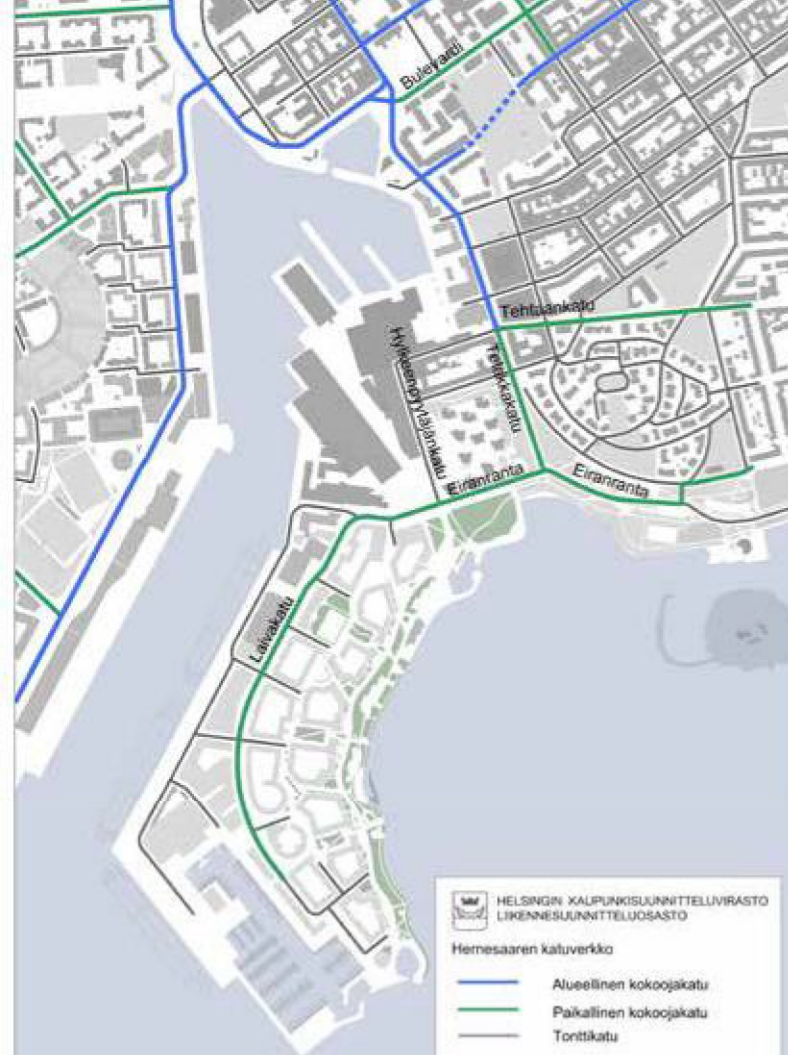 Bulevardi
Tehtaankatu
Telakkakatu
Hylkeenpyytäjänkatu
Eiranranta
Eiranranta
Laivakatu
HELSINGIN KAUPUNKISUUNNITTELUVIRASTO
LIIKENNESUUNNITTELUOSASTO
Hernesaaren katuverkko
Alueellinen kokoojakatu
Paikallinen kokoojakatu
Tonttikatu